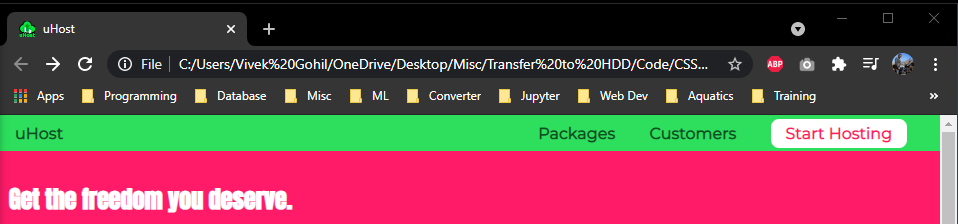 uHost
File C:/Users/Vivek%20Gohil/OneDrive/Desktop/Misc/Transfer%20to%20HDD/Code/CSS... ABP
Apps Programming Database Misc ML Converter Jupyter Web Dev Aquatics Training »
uHost Packages Customers Start Hosting
Get the freedom you deserve.